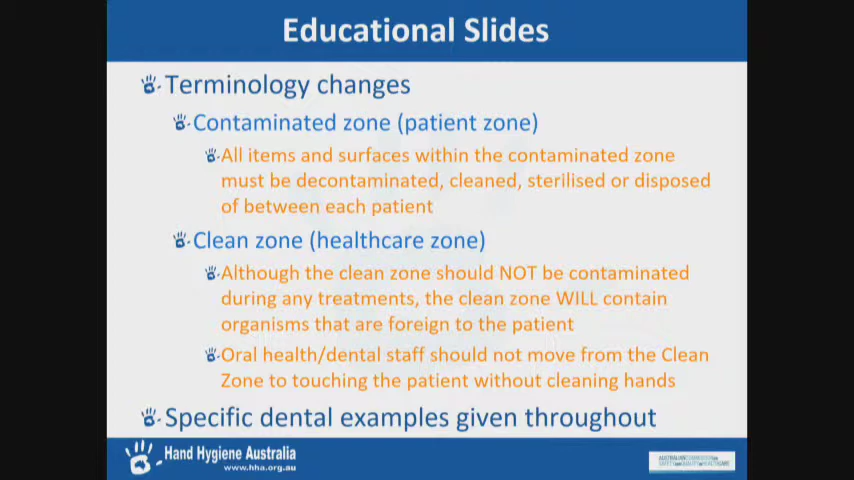 Educational Slides
Terminology changes
Contaminated zone (patient zone)
All items and surfaces within the contaminated zone
must be decontaminated, cleaned, sterilised or disposed
of between each patient
Clean zone (healthcare zone)
Although the clean zone should NOT be contaminated
during any treatments, the clean zone WILL contain
organisms that are foreign to the patient
Oral health/dental staff should not move from the Clean
Zone to touching the patient without cleaning hands
Specific dental examples given throughout
Hand Hygiene Australia
www.hha.org.au